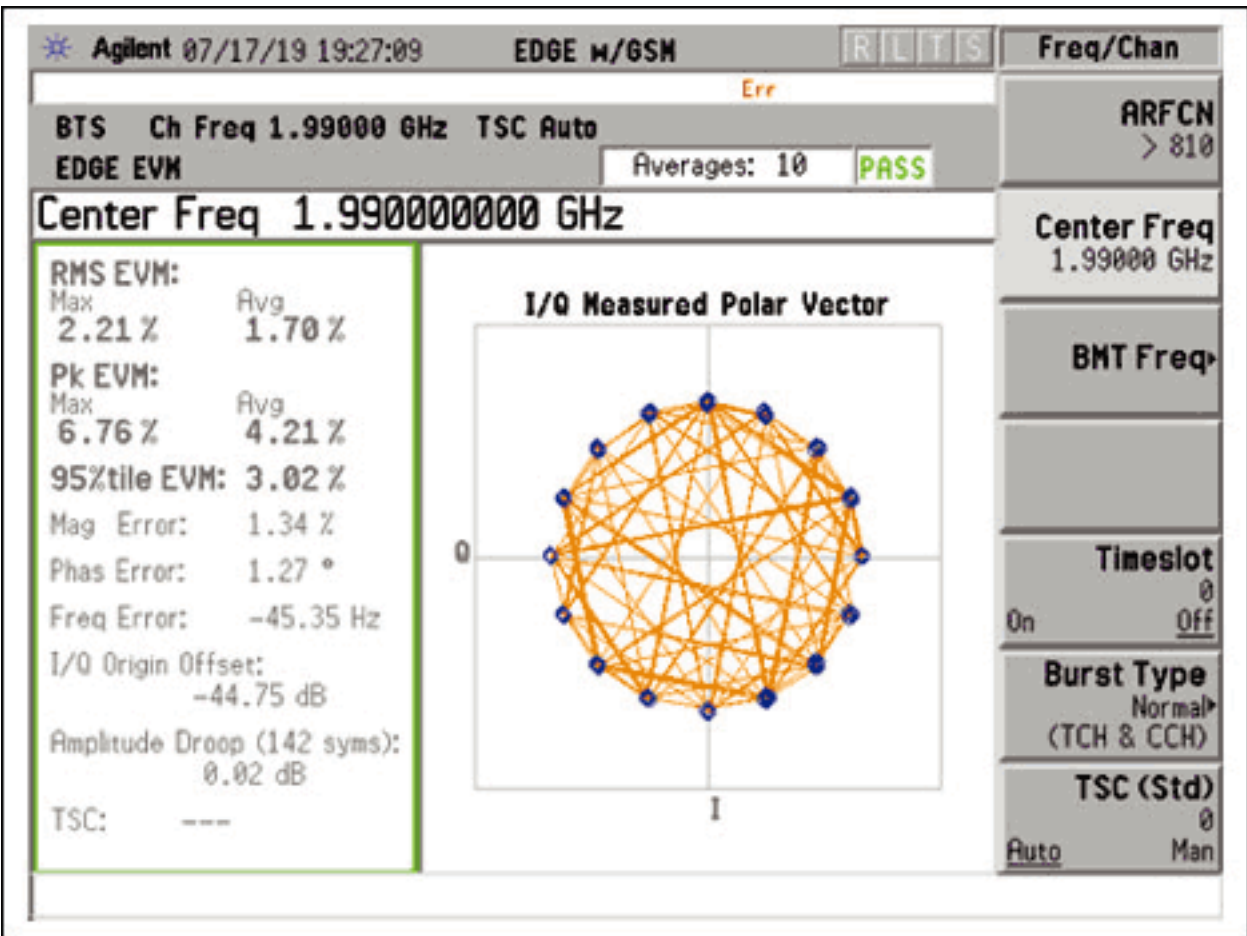 Agilent 07/17/19 19:27:09 EDGE w/GSM R L T S Freq/Chan
Err
BTS Ch Freq 1.99000 GHz TSC Auto
EDGE EVM Averages: 10 PASS
Center Freq 1.990000000 GHz
RMS EVM:
Max Avg
2.21 % 1.70 %
Pk EVM:
Max Avg
6.76 % 4.21 %
95%tile EVM: 3.02 %
Mag Error: 1.34 %
Phas Error: 1.27 °
Freq Error: -45.35 Hz
I/Q Origin Offset:
-44.75 dB
Amplitude Droop (142 syms):
0.02 dB
TSC: ---
I/Q Measured Polar Vector
Q
I
ARFCN
> 810
Center Freq
1.99000 GHz
BMT Freq
Timeslot
0
On Off
Burst Type
Normal
(TCH & CCH)
TSC (Std)
0
Auto Man